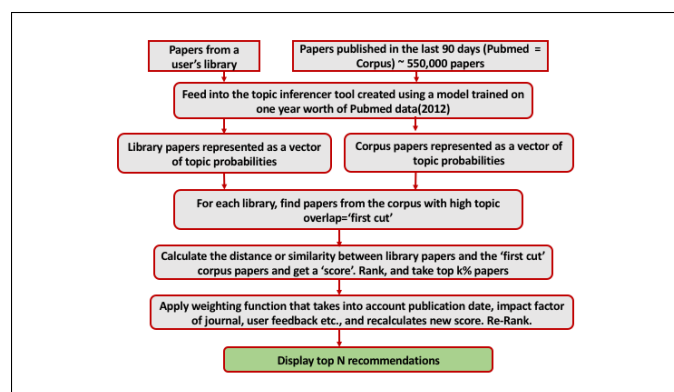 Papers from a
user's library
Papers published in the last 90 days (Pubmed =
Corpus) ~ 550,000 papers
Feed into the topic inferencer tool created using a model trained on
one year worth of Pubmed data(2012)
Library papers represented as a vector
of topic probabilities
Corpus papers represented as a vector of
topic probabilities
For each library, find papers from the corpus with high topic
overlap='first cut'
Calculate the distance or similarity between library papers and the 'first cut'
corpus papers and get a 'score'. Rank, and take top k% papers
Apply weighting function that takes into account publication date, impact factor
of journal, user feedback etc., and recalculates new score. Re-Rank.
Display top N recommendations